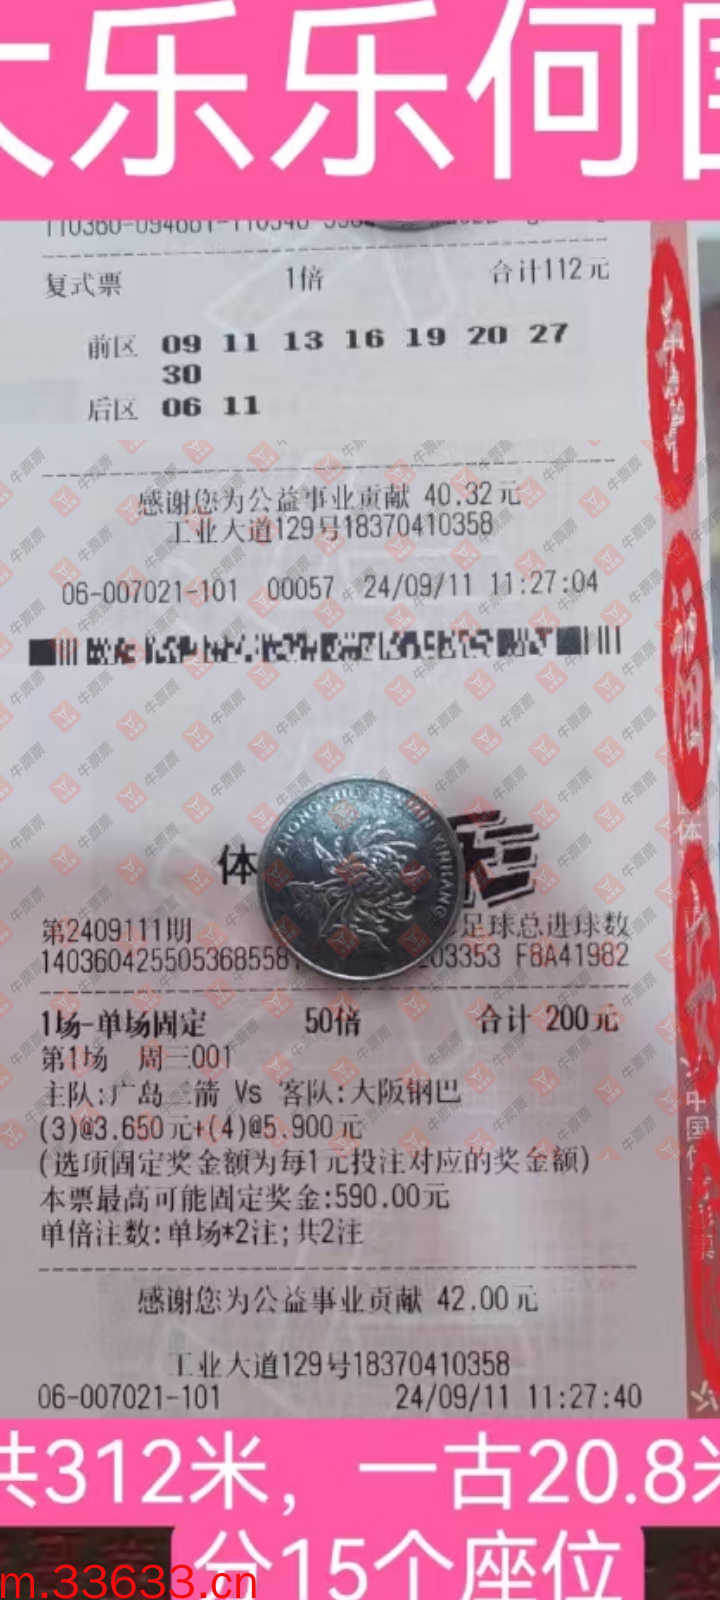 大乐乐何
复式票 1倍 合计112元
前区 09 11 13 16 19 20 27
30
后区 06 11
感谢您为公益事业贡献 40.32元
工业大道129号18370410358
06-007021-101 00057 24/09/11 11:27:04
体
第2409111期 足球总进球数
03353 F8A41982
1场-单场固定 50倍 合计 200元
第1场 周三001
主队:广岛三箭 Vs 客队:大阪钢巴
(3)@3.650元+(4)@5.900元
(选项固定奖金额为每1元投注对应的奖金额)
本票最高可能固定奖金:590.00元
单倍注数:单场*2注;共2注
感谢您为公益事业贡献 42.00元
工业大道129号18370410358
06-007021-101 24/09/11 11:27:40
共312米，一古20.8米
分15个座位
m.33633.cn
牛票票